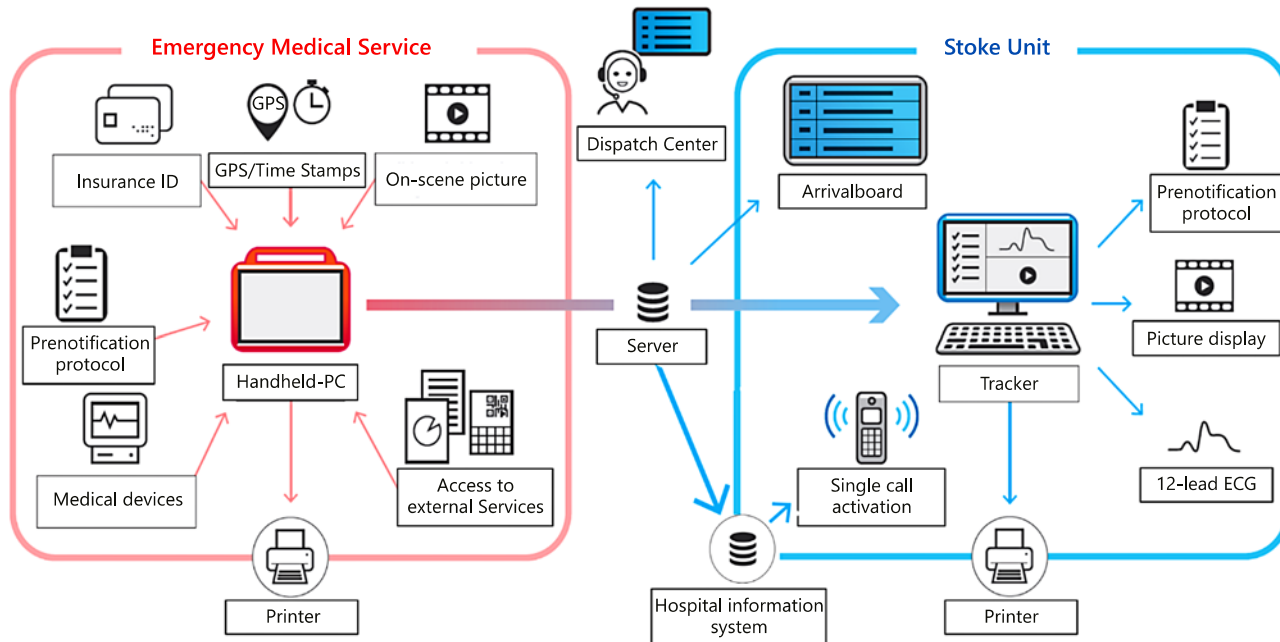 Emergency Medical Service
Stoke Unit
GPS
Insurance ID
GPS/Time Stamps
On-scene picture
Dispatch Center
Arrivalboard
Prenotification
protocol
Prenotification
protocol
Handheld-PC
Server
Tracker
Picture display
Medical devices
Access to
external Services
Single call
activation
12-lead ECG
Printer
Hospital information
system
Printer